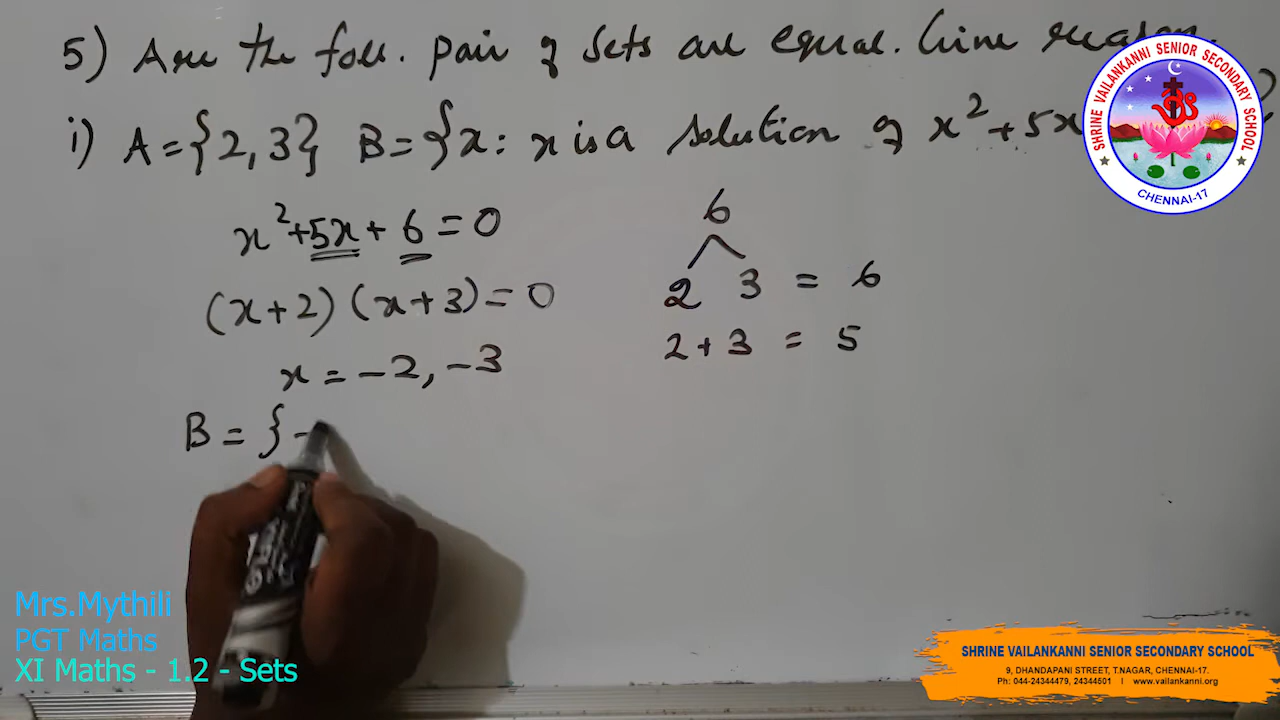 5) Are the foll. pair of sets are equal. Give reason.
i) A = {2, 3} B = {x : x is a solution of x² + 5x
x² + 5x + 6 = 0
(x + 2) (x + 3) = 0
x = -2, -3
B = { -
6
2 3 = 6
2 + 3 = 5
SHRINE VAILANKANNI SENIOR SECONDARY SCHOOL
CHENNAI-17
Mrs.Mythili
PGT Maths
XI Maths - 1.2 - Sets
SHRINE VAILANKANNI SENIOR SECONDARY SCHOOL
9, DHANDAPANI STREET, T.NAGAR, CHENNAI-17.
Ph: 044-24344479, 24344501 I www.vailankanni.org